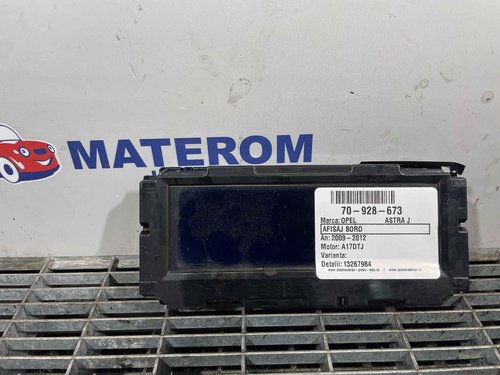 MATEROM
70-928-673
Marca: OPEL ASTRA J
AFISAJ BORD
An: 2009-2012
Motor: A17DTJ
Varianta:
Detalii: 13267984